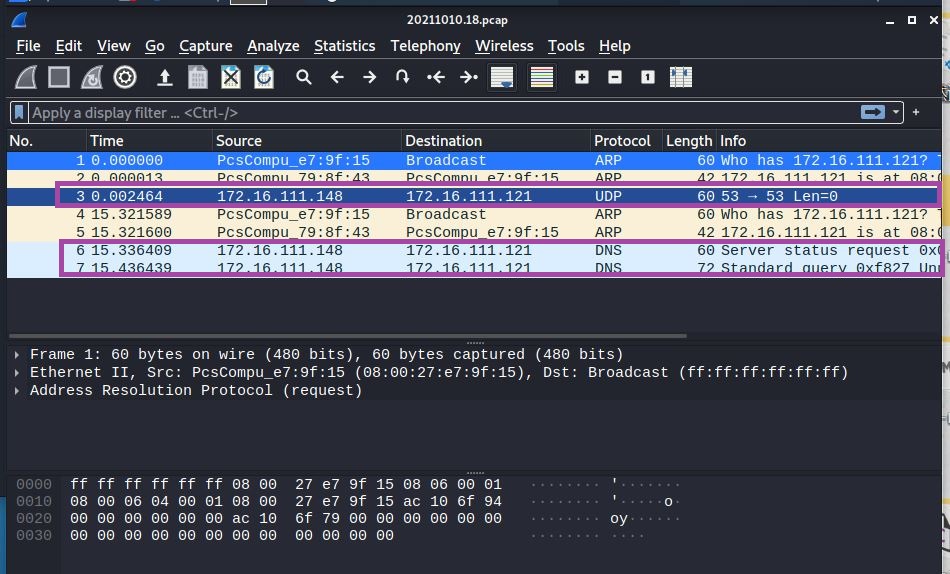 20211010.18.pcap
File Edit View Go Capture Analyze Statistics Telephony Wireless Tools Help
Apply a display filter ... <Ctrl-/>
No. Time Source Destination Protocol Length Info
1 0.000000 PcsCompu_e7:9f:15 Broadcast ARP 60 Who has 172.16.111.121?
2 0.000013 PcsCompu_79:8f:43 PcsCompu_e7:9f:15 ARP 42 172.16.111.121 is at 08:
3 0.002464 172.16.111.148 172.16.111.121 UDP 60 53 → 53 Len=0
4 15.321589 PcsCompu_e7:9f:15 Broadcast ARP 60 Who has 172.16.111.121?
5 15.321600 PcsCompu_79:8f:43 PcsCompu_e7:9f:15 ARP 42 172.16.111.121 is at 08:
6 15.336409 172.16.111.148 172.16.111.121 DNS 60 Server status request
7 15.436439 172.16.111.148 172.16.111.121 DNS 72 Standard query 0xf827
Frame 1: 60 bytes on wire (480 bits), 60 bytes captured (480 bits)
Ethernet II, Src: PcsCompu_e7:9f:15 (08:00:27:e7:9f:15), Dst: Broadcast (ff:ff:ff:ff:ff:ff)
Address Resolution Protocol (request)
0000 ff ff ff ff ff ff 08 00 27 e7 9f 15 08 06 00 01 ········ '·······
0010 08 00 06 04 00 01 08 00 27 e7 9f 15 ac 10 6f 94 ········ '·····o·
0020 00 00 00 00 00 00 ac 10 6f 79 00 00 00 00 00 00 ········ oy······
0030 00 00 00 00 00 00 00 00 00 00 00 00 ········ ····